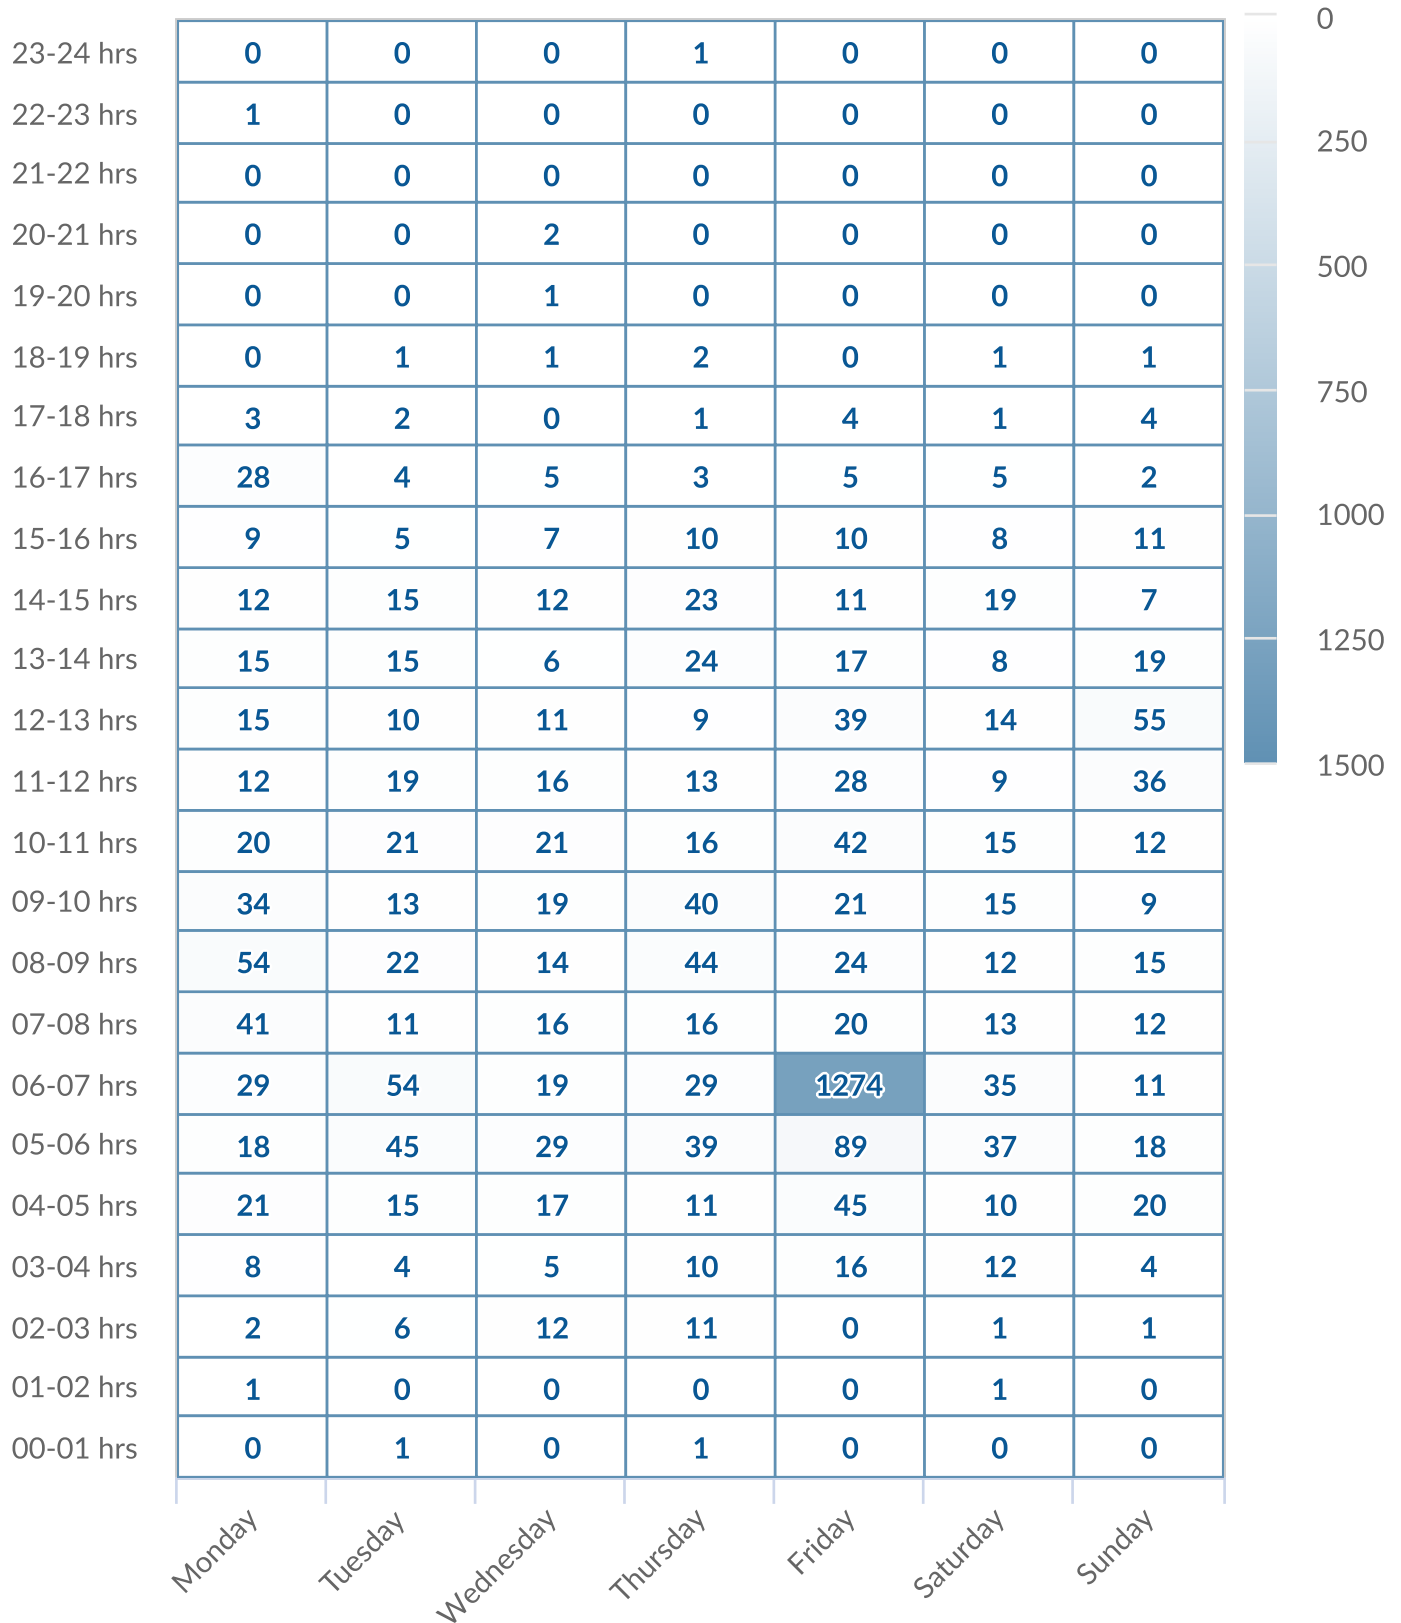 23-24 hrs 0 0 0 1 0 0 0
22-23 hrs 1 0 0 0 0 0 0
21-22 hrs 0 0 0 0 0 0 0
20-21 hrs 0 0 2 0 0 0 0
19-20 hrs 0 0 1 0 0 0 0
18-19 hrs 0 1 1 2 0 1 1
17-18 hrs 3 2 0 1 4 1 4
16-17 hrs 28 4 5 3 5 5 2
15-16 hrs 9 5 7 10 10 8 11
14-15 hrs 12 15 12 23 11 19 7
13-14 hrs 15 15 6 24 17 8 19
12-13 hrs 15 10 11 9 39 14 55
11-12 hrs 12 19 16 13 28 9 36
10-11 hrs 20 21 21 16 42 15 12
09-10 hrs 34 13 19 40 21 15 9
08-09 hrs 54 22 14 44 24 12 15
07-08 hrs 41 11 16 16 20 13 12
06-07 hrs 29 54 19 29 1274 35 11
05-06 hrs 18 45 29 39 89 37 18
04-05 hrs 21 15 17 11 45 10 20
03-04 hrs 8 4 5 10 16 12 4
02-03 hrs 2 6 12 11 0 1 1
01-02 hrs 1 0 0 0 0 1 0
00-01 hrs 0 1 0 1 0 0 0
Monday Tuesday Wednesday Thursday Friday Saturday Sunday
0
250
500
750
1000
1250
1500